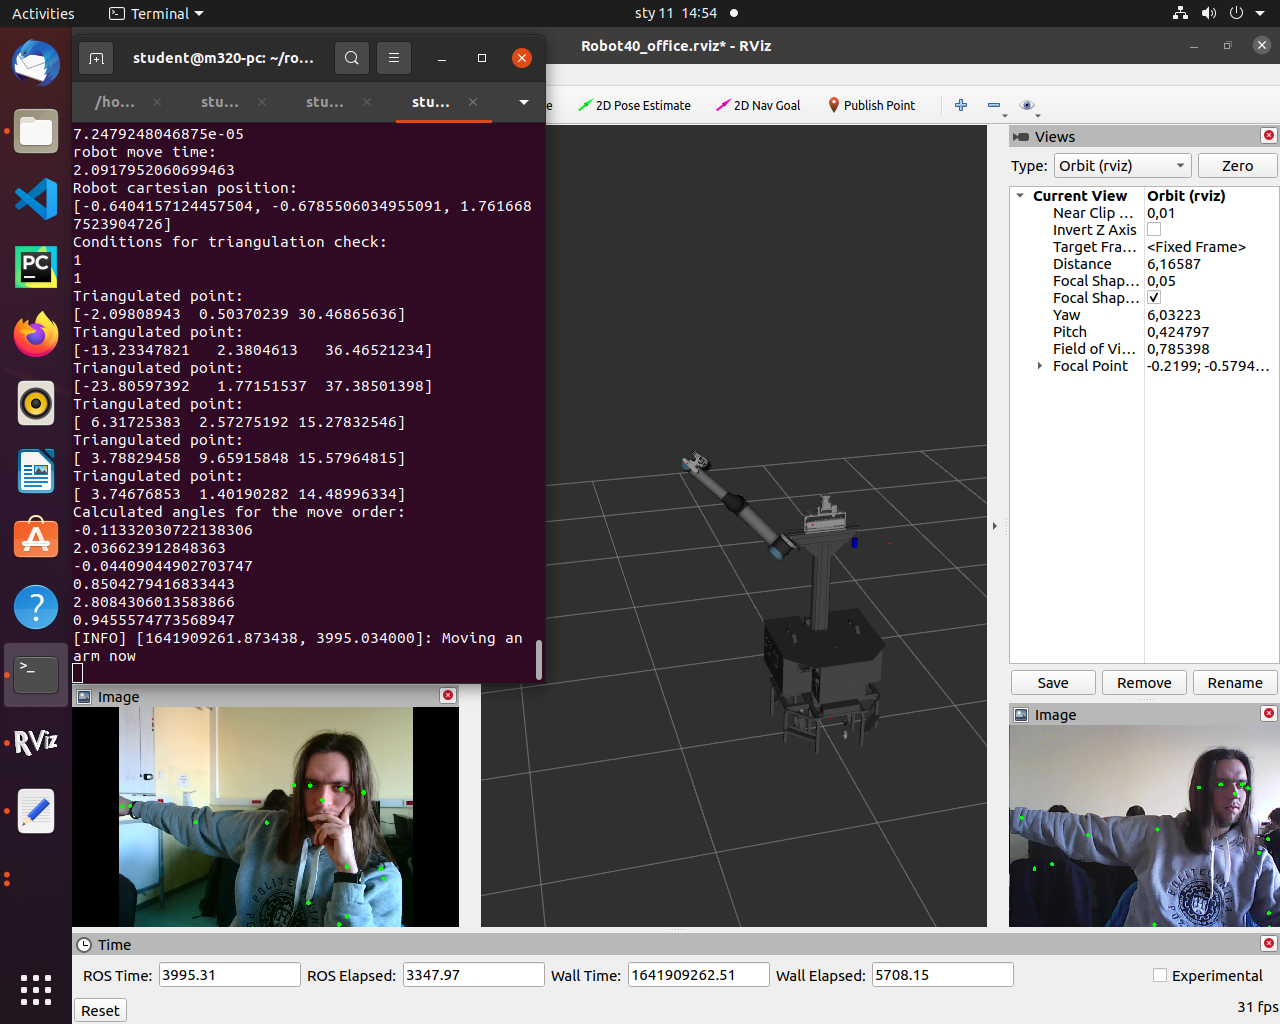 Activities
Terminal
sty 11 14:54
student@m320-pc: ~/ro...
Robot40_office.rviz* - RViz
/ho...
stu...
stu...
stu...
2D Pose Estimate
2D Nav Goal
Publish Point
7.2479248046875e-05
robot move time:
2.0917952060699463
Robot cartesian position:
[-0.6404157124457504, -0.6785506034955091, 1.761668
7523904726]
Conditions for triangulation check:
1
1
Triangulated point:
[-2.09808943  0.50370239 30.46865636]
Triangulated point:
[-13.23347821   2.3804613   36.46521234]
Triangulated point:
[-23.80597392   1.77151537  37.38501398]
Triangulated point:
[ 6.31725383  2.57275192 15.27832546]
Triangulated point:
[ 3.78829458  9.65915848 15.57964815]
Triangulated point:
[ 3.74676853  1.40190282 14.48996334]
Calculated angles for the move order:
-0.11332030722138306
2.036623912848363
-0.04409044902703747
0.8504279416833443
2.8084306013583866
0.9455574773568947
[INFO] [1641909261.873438, 3995.034000]: Moving an
arm now
Views
Type: Orbit (rviz) Zero
Current View Orbit (rviz)
Near Clip ... 0,01
Invert Z Axis
Target Fra... <Fixed Frame>
Distance 6,16587
Focal Shap... 0,05
Focal Shap...
Yaw 6,03223
Pitch 0,424797
Field of Vi... 0,785398
Focal Point -0.2199; -0.5794...
Save Remove Rename
PC
RViz
Image
Image
POLITECHNIKA
Time
ROS Time: 3995.31 ROS Elapsed: 3347.97 Wall Time: 1641909262.51 Wall Elapsed: 5708.15 Experimental
Reset
31 fps